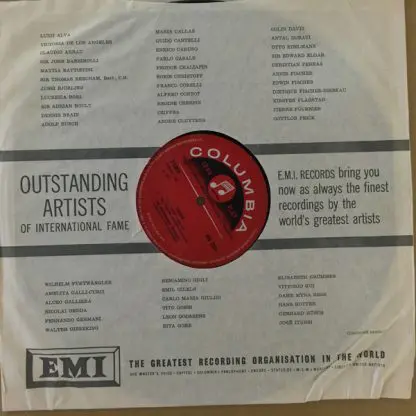 LUIGI ALVA
VICTORIA DE LOS ANGELES
CLAUDIO ARRAU
SIR JOHN BARBIROLLI
MATTIA BATTISTINI
SIR THOMAS BEECHAM, Bart., C.H.
JUSSI BJÖRLING
LUCREZIA BORI
SIR ADRIAN BOULT
DENNIS BRAIN
ADOLF BUSCH
MARIA CALLAS
GUIDO CANTELLI
ENRICO CARUSO
PABLO CASALS
FEODOR CHALIAPIN
BORIS CHRISTOFF
FRANCO CORELLI
ALFRED CORTOT
RÉGINE CRESPIN
CZIFFRA
ANDRÉ CLUYTENS
COLIN DAVIS
ANTAL DORATI
OTTO EDELMANN
SIR EDWARD ELGAR
CHRISTIAN FERRAS
ANNIE FISCHER
EDWIN FISCHER
DIETRICH FISCHER-DIESKAU
KIRSTEN FLAGSTAD
PIERRE FOURNIER
GOTTLOB FRICK
COLUMBIA
OUTSTANDING
ARTISTS
OF INTERNATIONAL FAME
E.M.I. RECORDS bring you
now as always the finest
recordings by the
world's greatest artists
WILHELM FURTWÄNGLER
AMELITA GALLI-CURCI
ALCEO GALLIERA
NICOLAI GEDDA
FERNANDO GERMANI
WALTER GIESEKING
BENIAMINO GIGLI
EMIL GILELS
CARLO MARIA GIULINI
TITO GOBBI
LEON GOOSSENS
RITA GORR
ELISABETH GRÜMMER
VITTORIO GUI
DAME MYRA HESS
HANS HOTTER
GERHARD HÜSCH
JOSÉ ITURBI
EMI
THE GREATEST RECORDING ORGANISATION IN THE WORLD